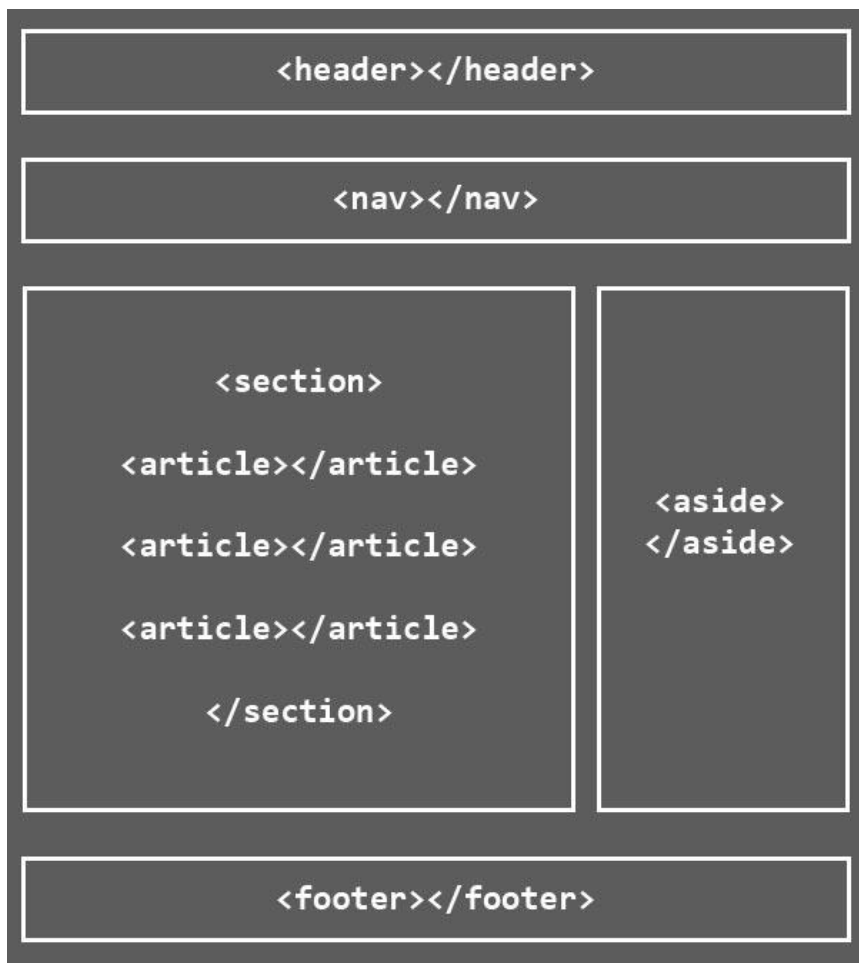 <header></header>
<nav></nav>
<section>
<article></article>
<article></article>
<article></article>
</section>
<aside>
</aside>
<footer></footer>